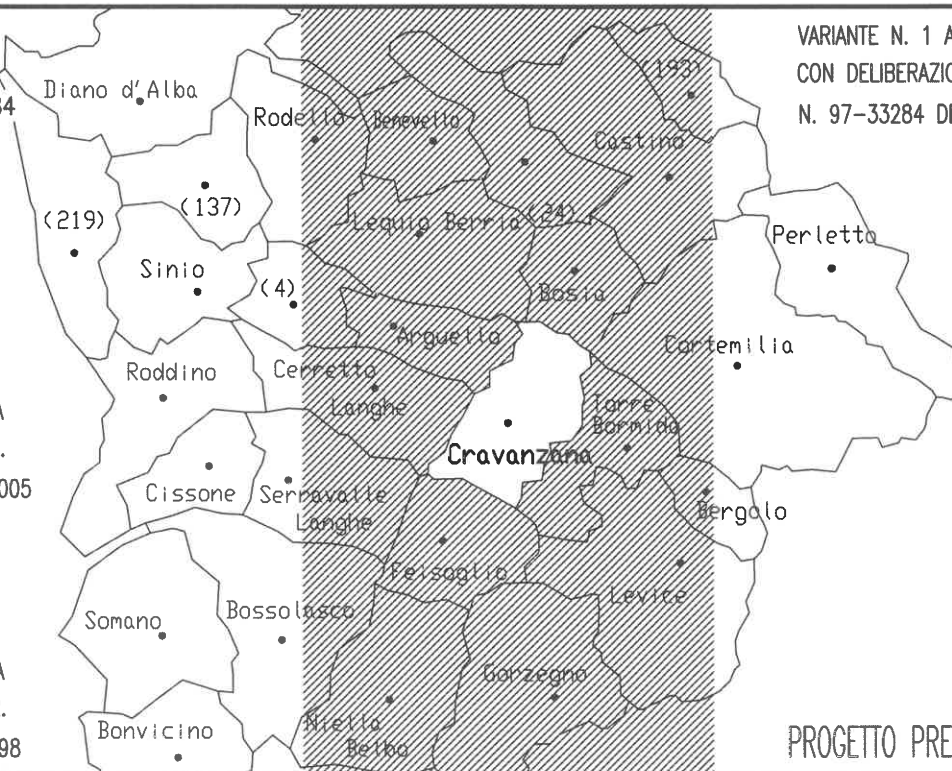 VARIANTE N. 1 A
CON DELIBERAZIO
N. 97-33284 DE
34
Diano d'Alba
Rodello
Benevello
(193)
Castino
(219)
(137)
Lequio Berria
(24)
Perletto
Sinio
(4)
Bosia
Arguello
Cortemilia
Roddino
Cerretto
Langhe
Torre
Bormida
A
.
Cravanzana
005
Cissone
Serravalle
Langhe
Bergolo
Feisoglio
Levice
Somano
Bossolasco
A
.
Gorzegno
Bonvicino
Niella
Belbo
98
PROGETTO PRE